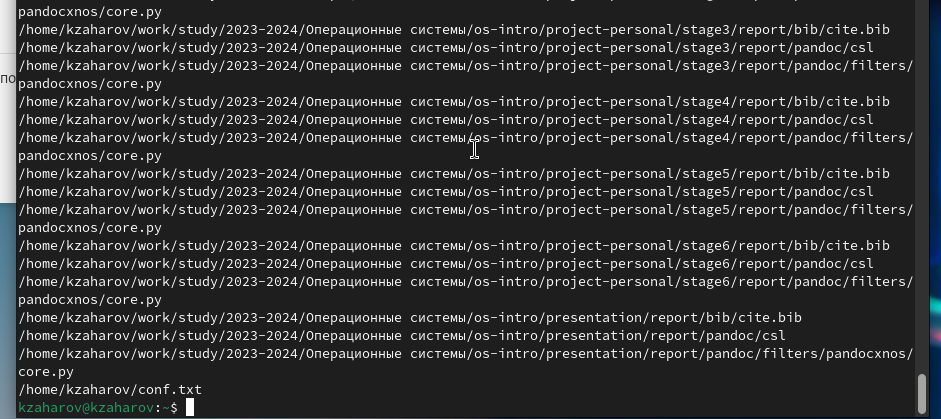 pandocxnos/core.py
/home/kzaharov/work/study/2023-2024/Операционные системы/os-intro/project-personal/stage3/report/bib/cite.bib
/home/kzaharov/work/study/2023-2024/Операционные системы/os-intro/project-personal/stage3/report/pandoc/csl
/home/kzaharov/work/study/2023-2024/Операционные системы/os-intro/project-personal/stage3/report/pandoc/filters/
по
pandocxnos/core.py
/home/kzaharov/work/study/2023-2024/Операционные системы/os-intro/project-personal/stage4/report/bib/cite.bib
/home/kzaharov/work/study/2023-2024/Операционные системы/os-intro/project-personal/stage4/report/pandoc/csl
/home/kzaharov/work/study/2023-2024/Операционные системы/os-intro/project-personal/stage4/report/pandoc/filters/
pandocxnos/core.py
/home/kzaharov/work/study/2023-2024/Операционные системы/os-intro/project-personal/stage5/report/bib/cite.bib
/home/kzaharov/work/study/2023-2024/Операционные системы/os-intro/project-personal/stage5/report/pandoc/csl
/home/kzaharov/work/study/2023-2024/Операционные системы/os-intro/project-personal/stage5/report/pandoc/filters/
pandocxnos/core.py
/home/kzaharov/work/study/2023-2024/Операционные системы/os-intro/project-personal/stage6/report/bib/cite.bib
/home/kzaharov/work/study/2023-2024/Операционные системы/os-intro/project-personal/stage6/report/pandoc/csl
/home/kzaharov/work/study/2023-2024/Операционные системы/os-intro/project-personal/stage6/report/pandoc/filters/
pandocxnos/core.py
/home/kzaharov/work/study/2023-2024/Операционные системы/os-intro/presentation/report/bib/cite.bib
/home/kzaharov/work/study/2023-2024/Операционные системы/os-intro/presentation/report/pandoc/csl
/home/kzaharov/work/study/2023-2024/Операционные системы/os-intro/presentation/report/pandoc/filters/pandocxnos/
core.py
/home/kzaharov/conf.txt
kzaharov@kzaharov:~$